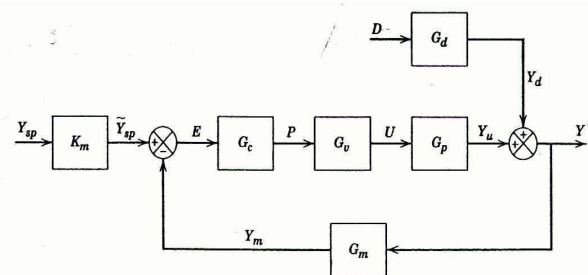 D
G_d
Y_d
Y_sp
K_m
Ỹ_sp
+
−
E
G_c
P
G_v
U
G_p
Y_u
+
+
Y
Y_m
G_m